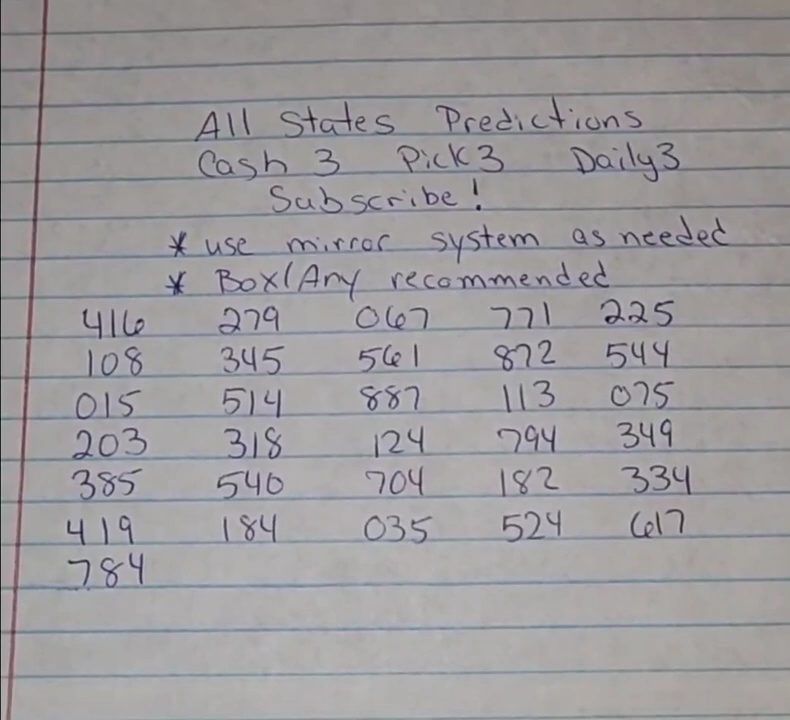 All States Predictions
Cash 3 Pick 3 Daily 3
Subscribe!
* use mirror system as needed
* Box/Any recommended
416 279 067 771 225
108 345 561 872 544
015 514 887 113 075
203 318 124 794 349
385 540 704 182 334
419 184 035 524 617
784